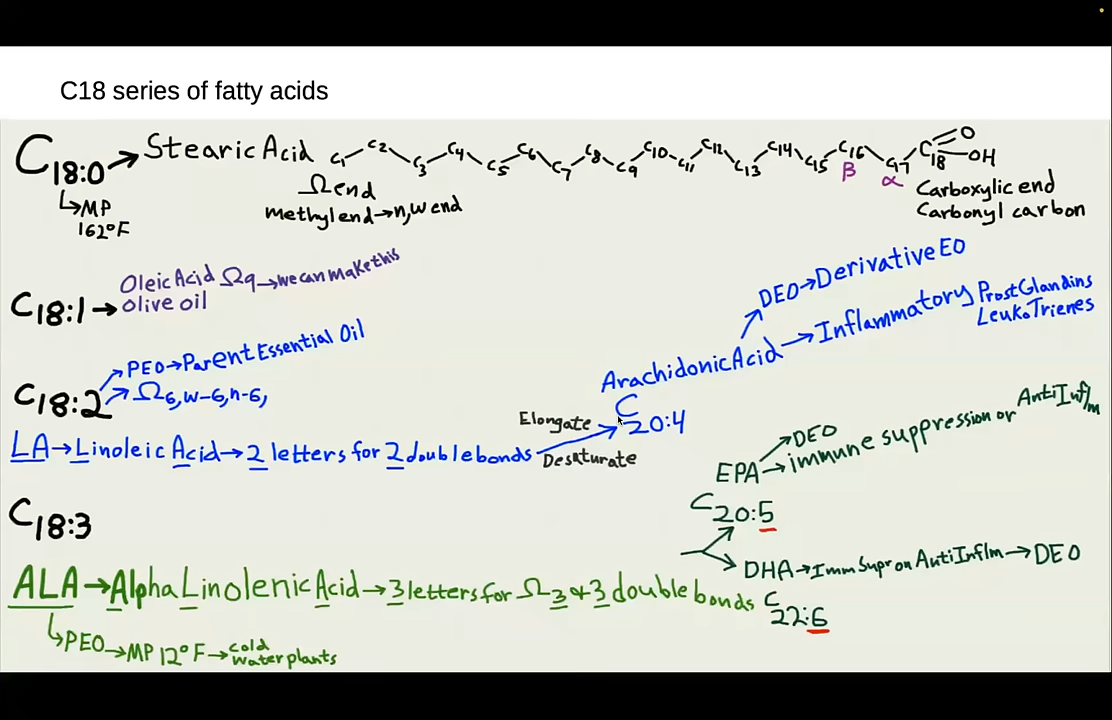 C18 series of fatty acids
C18:0 → Stearic Acid C1 C2 C3 C4 C5 C6 C7 C8 C9 C10 C11 C12 C13 C14 C15 C16 C17 C18 O OH
β α
Ω end
Methyl end → n, w end
Carboxylic end
Carbonyl carbon
MP
162°F
C18:1 → Oleic Acid Ω9 → we can make this
Olive oil
C18:2
PEO → Parent Essential Oil
Ω6, w-6, n-6,
LA → Linoleic Acid → 2 letters for 2 double bonds
Elongate
Desaturate
C20:4
Arachidonic Acid → Inflammatory ProstGlandins
LeukoTrienes
DEO → Derivative EO
C18:3
ALA → Alpha Linolenic Acid → 3 letters for Ω3 & 3 double bonds
PEO → MP 12°F → cold
water plants
C20:5
EPA → immune suppression or AntiInflm
DEO
DHA → ImmSupr on AntiInflm → DEO
C22:6